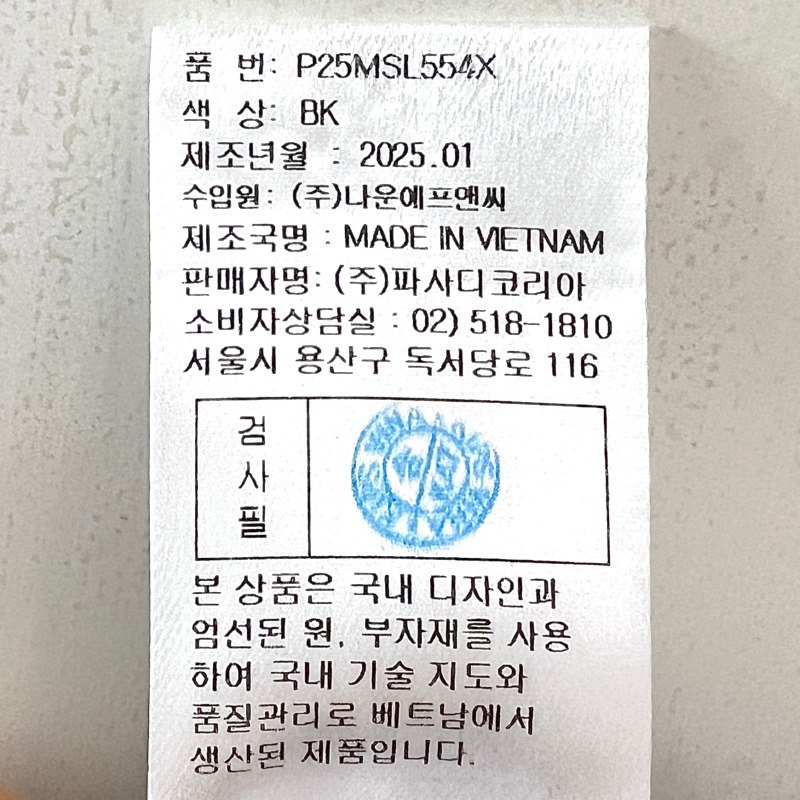 품 번: P25MSL554X
색 상: BK
제조년월 : 2025.01
수입원: (주)나운에프앤씨
제조국명 : MADE IN VIETNAM
판매자명: (주)파사디코리아
소비자상담실 : 02) 518-1810
서울시 용산구 독서당로 116
검
사
필
본 상품은 국내 디자인과
엄선된 원, 부자재를 사용
하여 국내 기술 지도와
품질관리로 베트남에서
생산된 제품입니다.